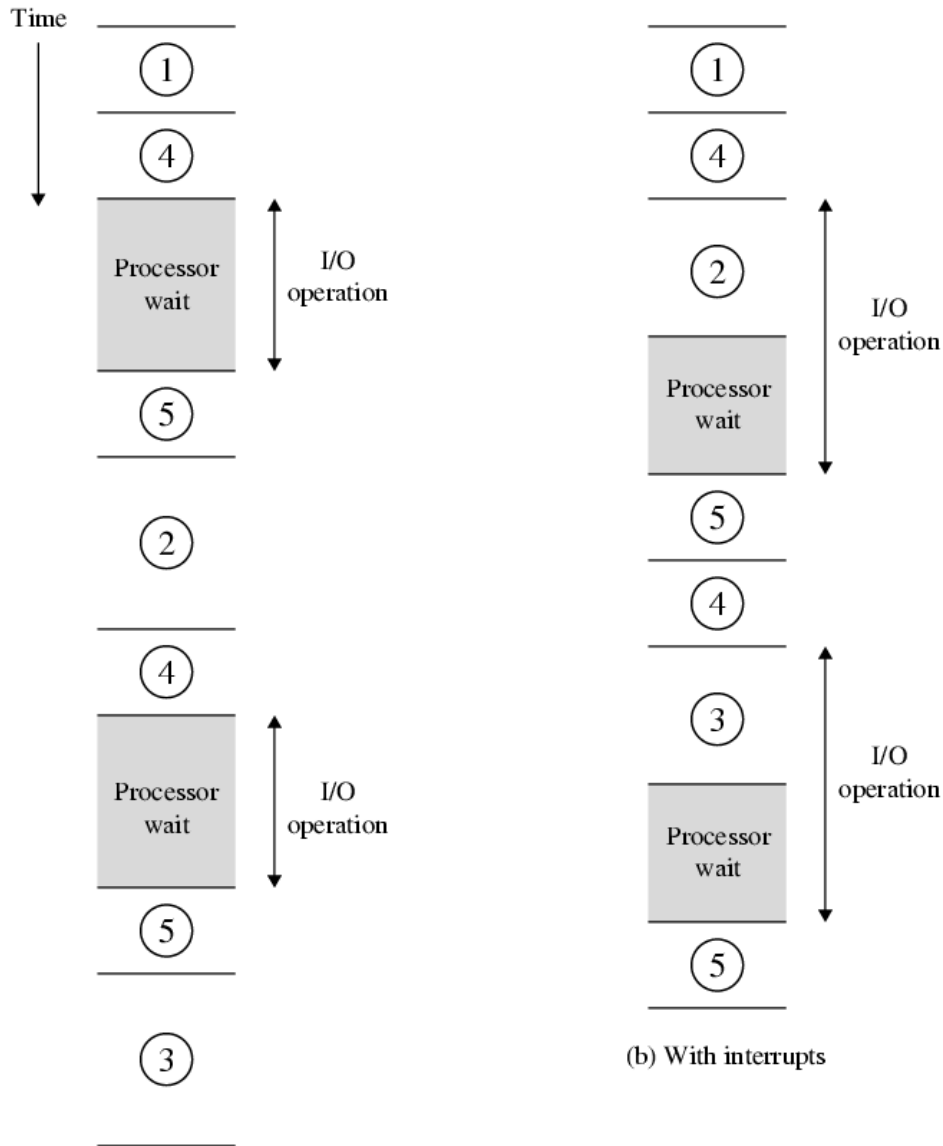 Time
1
4
Processor
wait
I/O
operation
5
2
4
Processor
wait
I/O
operation
5
3
1
4
2
I/O
operation
Processor
wait
5
4
3
I/O
operation
Processor
wait
5
(b) With interrupts